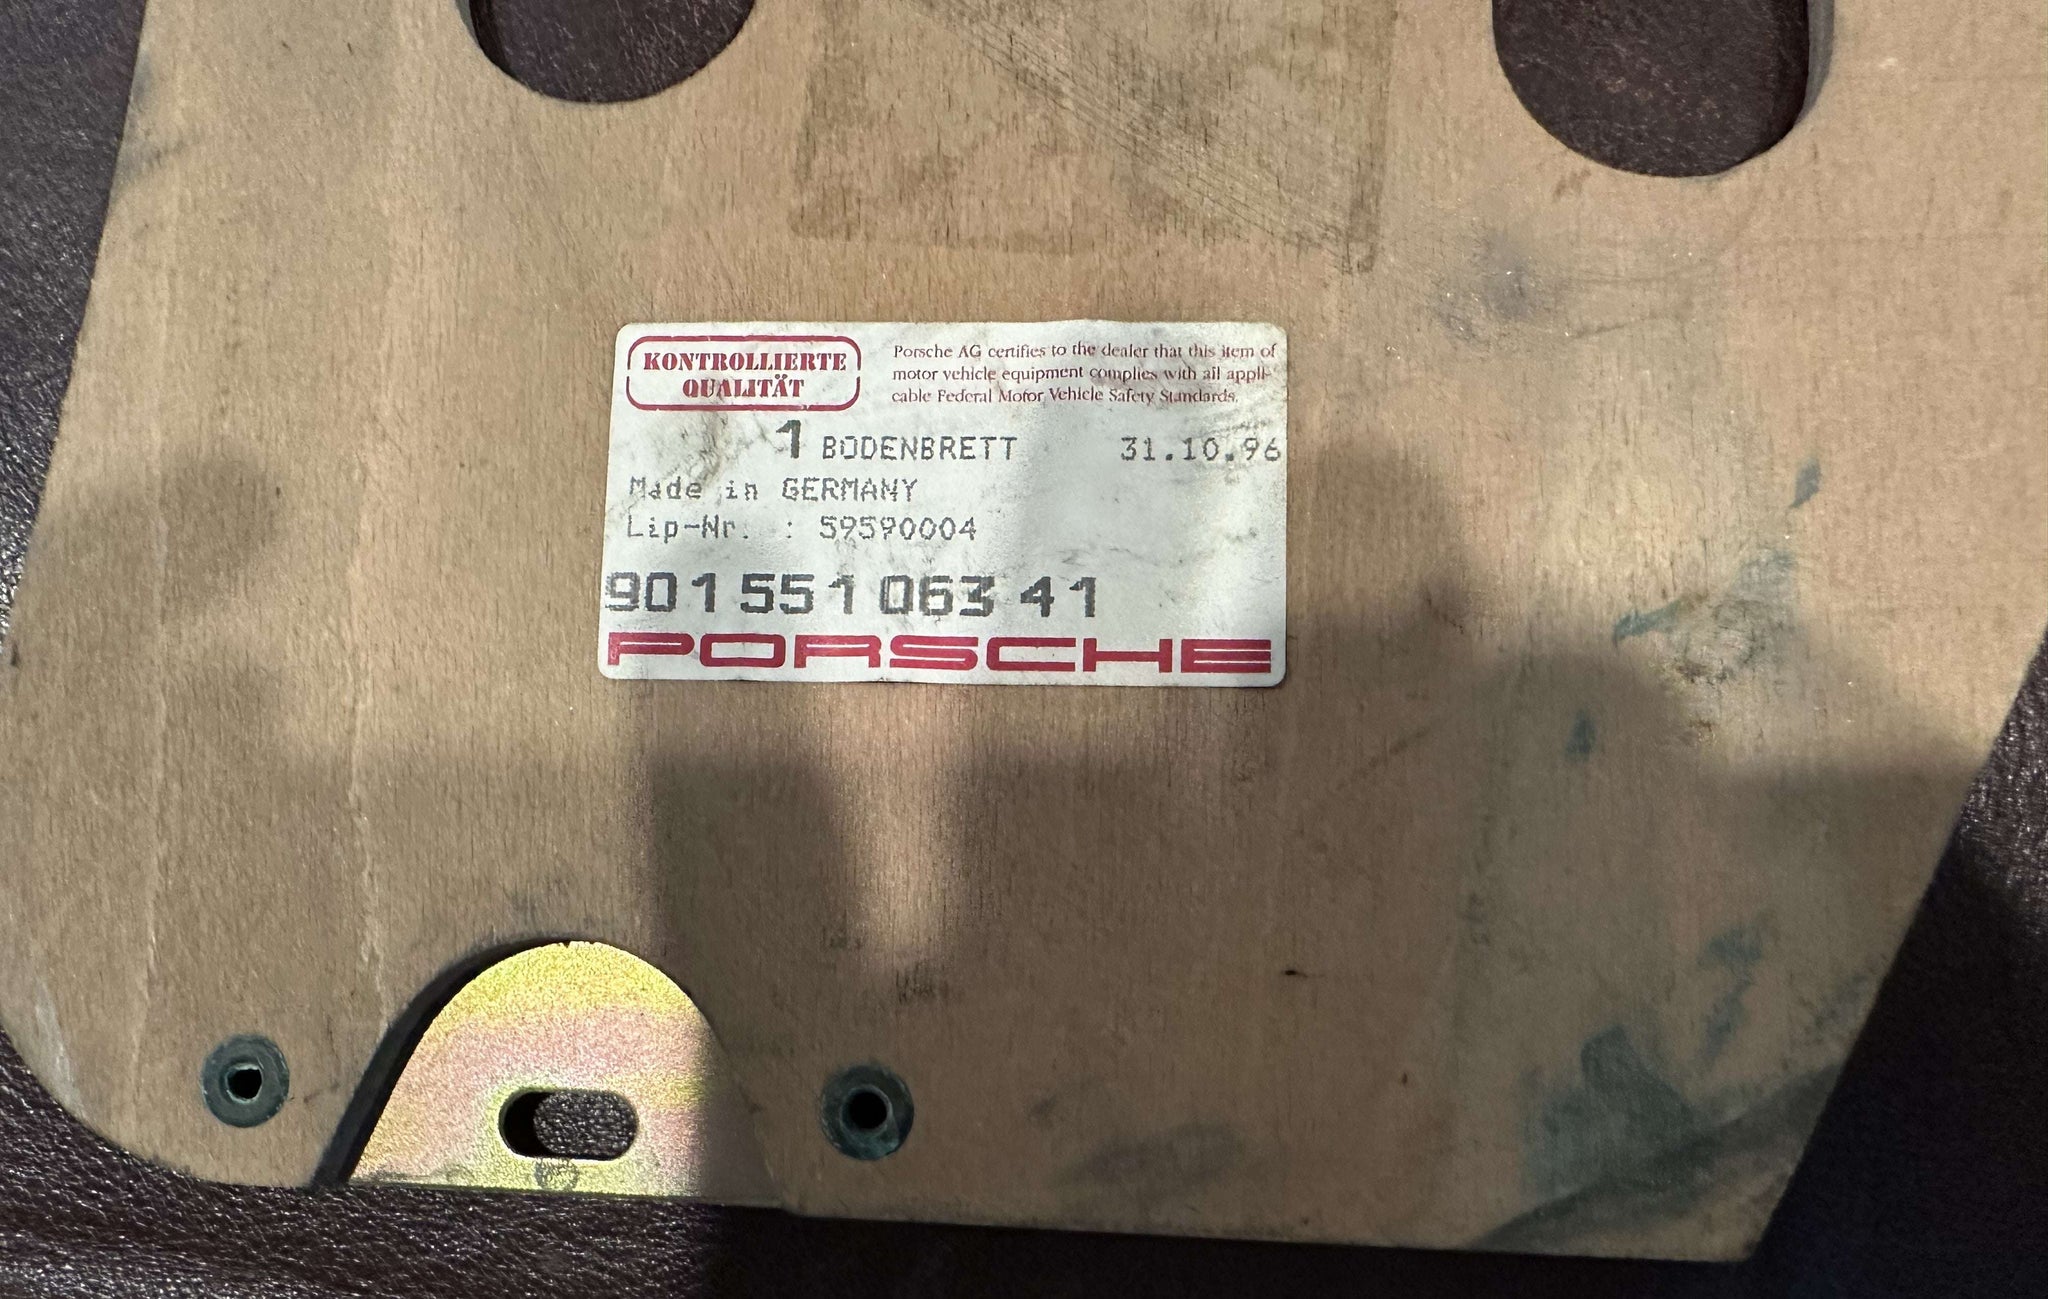 KONTROLLIERTE
QUALITÄT
Porsche AG certifies to the dealer that this item of
motor vehicle equipment complies with all appli-
cable Federal Motor Vehicle Safety Standards.
1 BODENBRETT 31.10.96
Made in GERMANY
Lip-Nr. : 59590004
901 551 063 41
PORSCHE